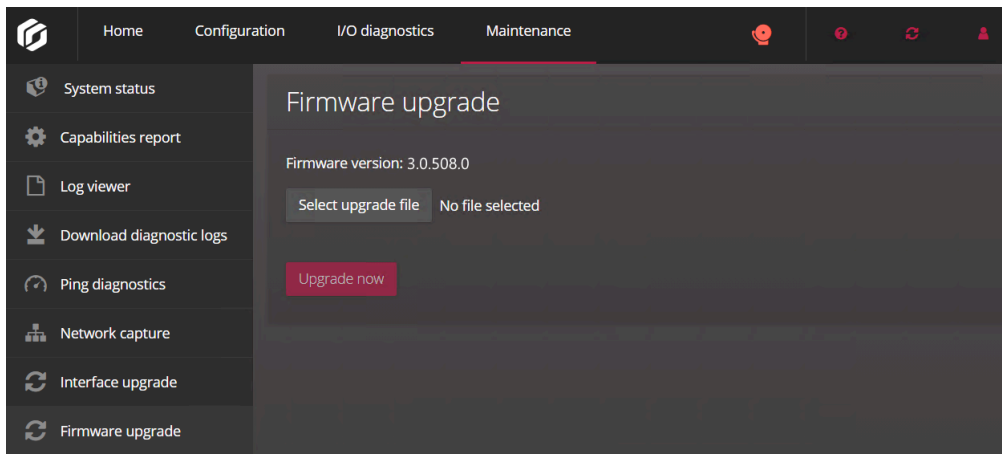 Home Configuration I/O diagnostics Maintenance
System status
Capabilities report
Log viewer
Download diagnostic logs
Ping diagnostics
Network capture
Interface upgrade
Firmware upgrade
Firmware upgrade
Firmware version: 3.0.508.0
Select upgrade file No file selected
Upgrade now